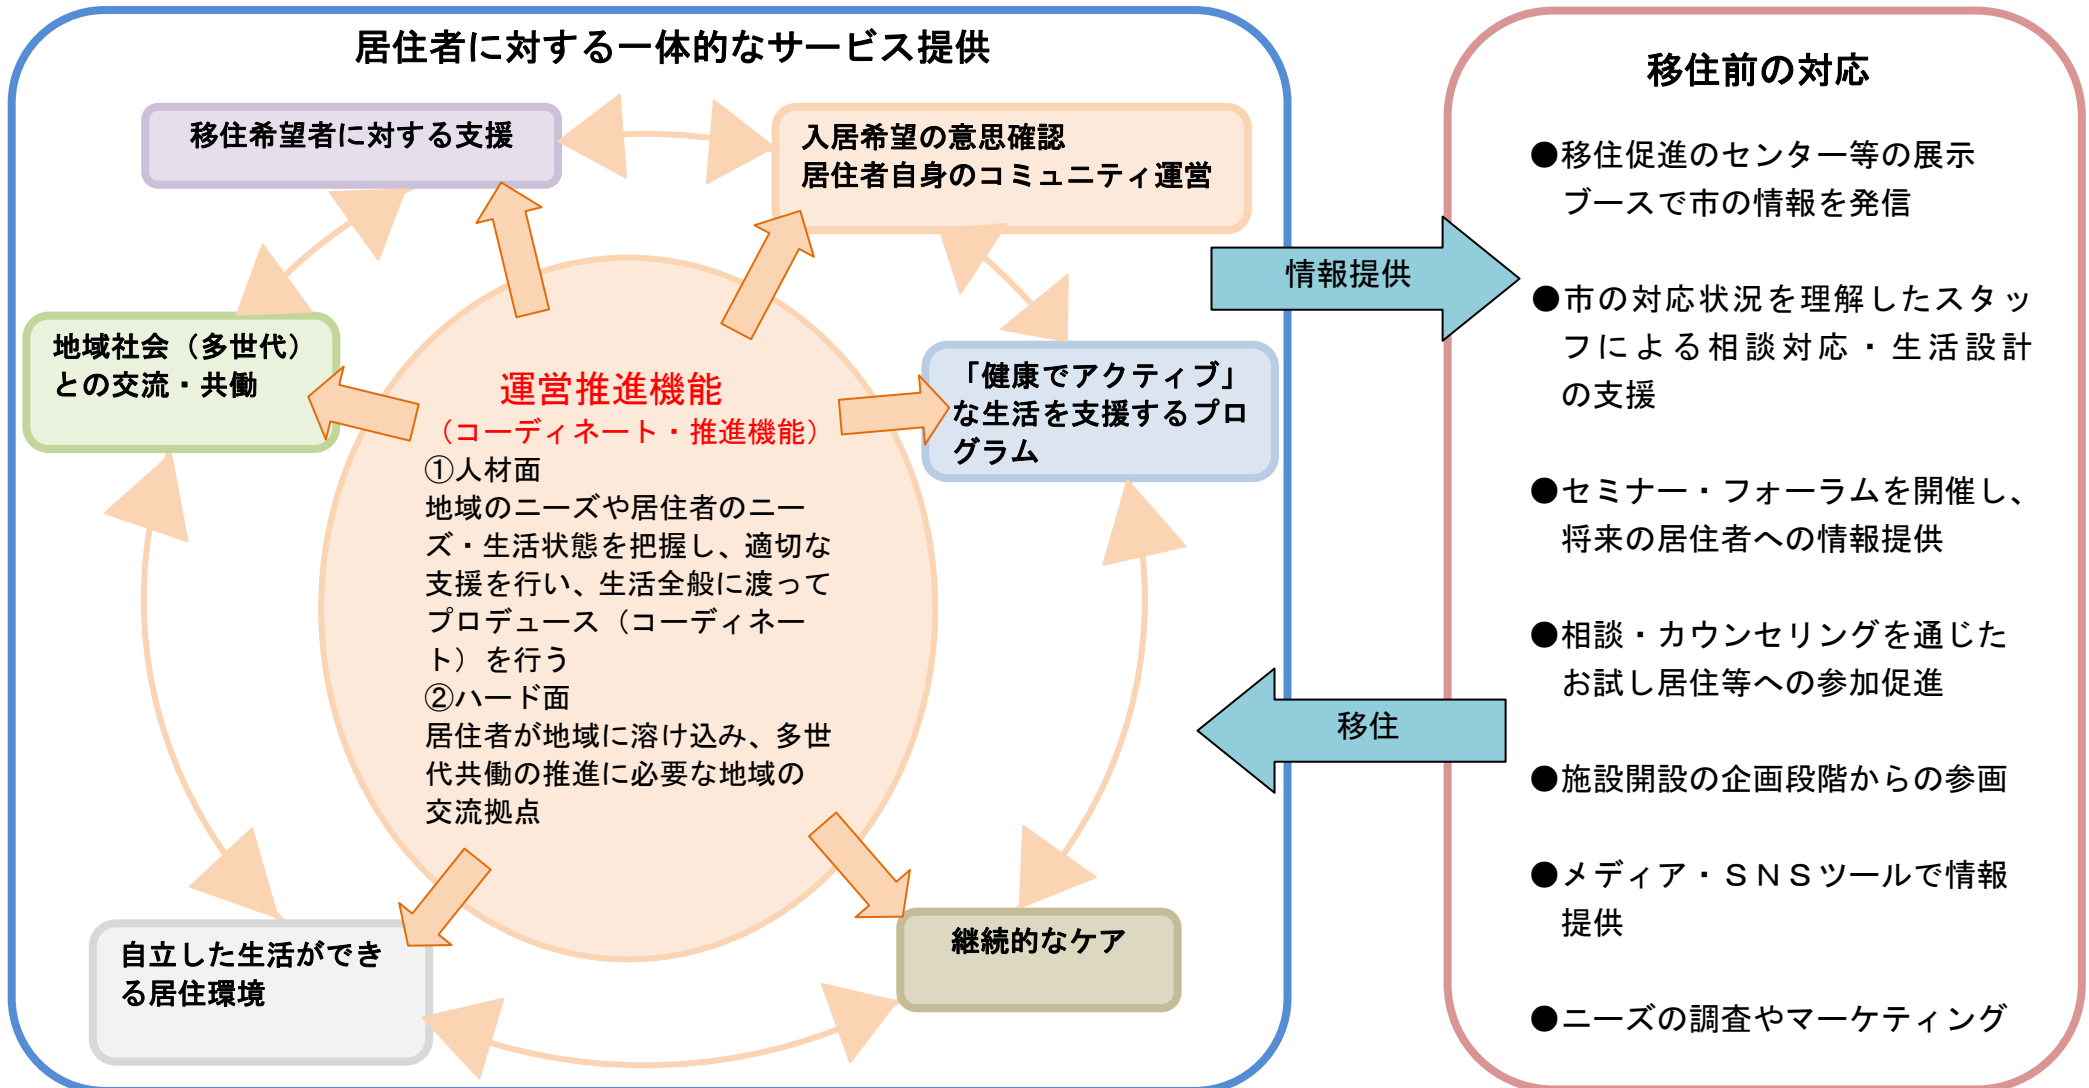 居住者に対する一体的なサービス提供
移住希望者に対する支援
入居希望の意思確認
居住者自身のコミュニティ運営
地域社会（多世代）
との交流・共働
「健康でアクティブ」
な生活を支援するプロ
グラム
運営推進機能
（コーディネート・推進機能）
①人材面
地域のニーズや居住者のニー
ズ・生活状態を把握し、適切な
支援を行い、生活全般に渡って
プロデュース（コーディネー
ト）を行う
②ハード面
居住者が地域に溶け込み、多世
代共働の推進に必要な地域の
交流拠点
自立した生活ができ
る居住環境
継続的なケア
情報提供
移住
移住前の対応
●移住促進のセンター等の展示
ブースで市の情報を発信
●市の対応状況を理解したスタッ
フによる相談対応・生活設計
の支援
●セミナー・フォーラムを開催し、
将来の居住者への情報提供
●相談・カウンセリングを通じた
お試し居住等への参加促進
●施設開設の企画段階からの参画
●メディア・ＳＮＳツールで情報
提供
●ニーズの調査やマーケティング